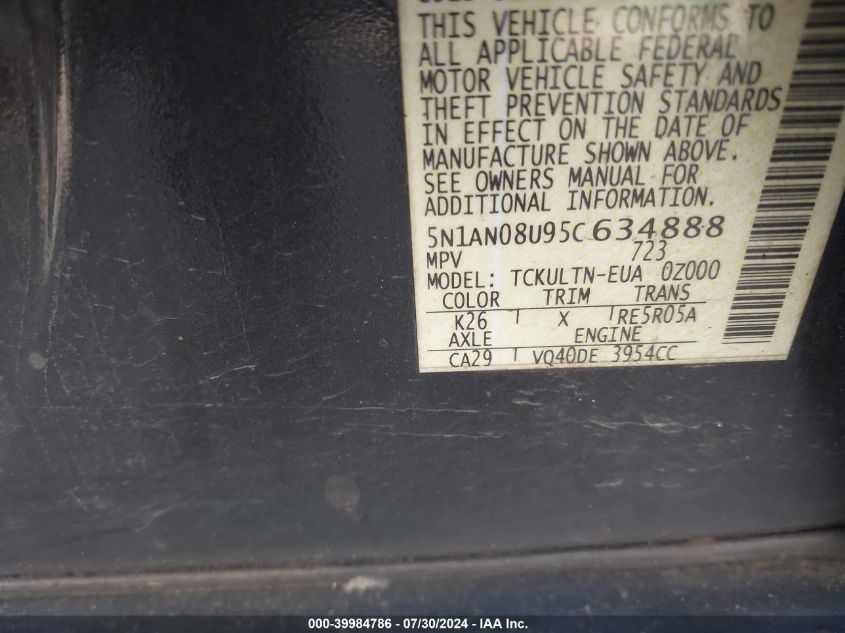 THIS VEHICLE CONFORMS TO
ALL APPLICABLE FEDERAL
MOTOR VEHICLE SAFETY AND
THEFT PREVENTION STANDARDS
IN EFFECT ON THE DATE OF
MANUFACTURE SHOWN ABOVE.
SEE OWNERS MANUAL FOR
ADDITIONAL INFORMATION.
5N1AN08U95C634888
MPV 723
MODEL: TCKULTN-EUA 0Z000
COLOR TRIM TRANS
K26 X RE5R05A
AXLE ENGINE
CA29 VQ40DE 3954CC
000-39984786 / 07/30/2024 - IAA Inc.